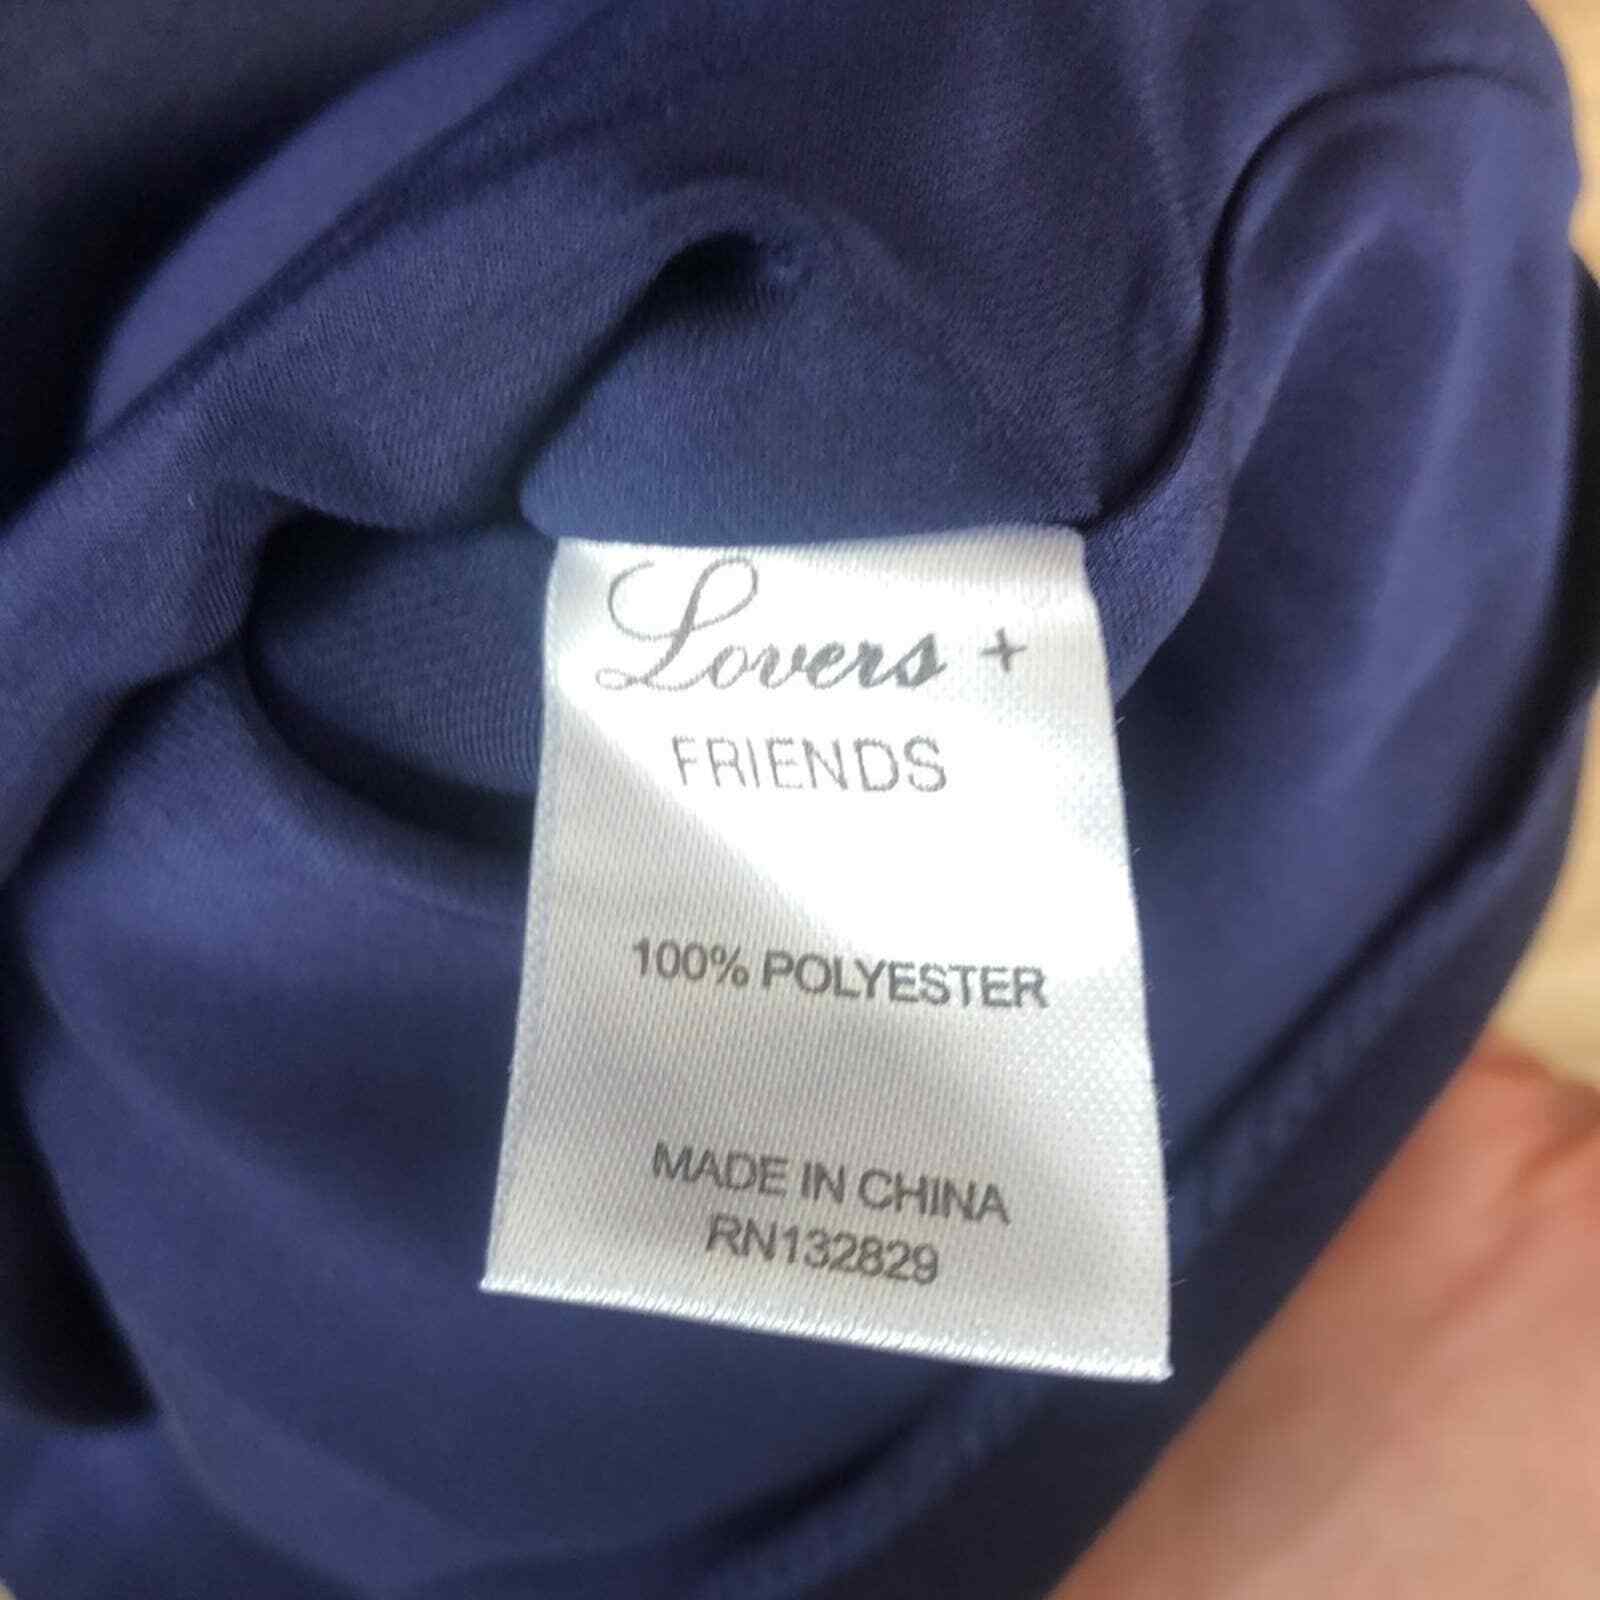 Lovers +
FRIENDS
100% POLYESTER
MADE IN CHINA
RN132829